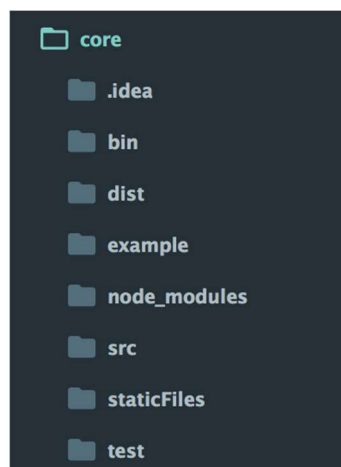 core
.idea
bin
dist
example
node_modules
src
staticFiles
test